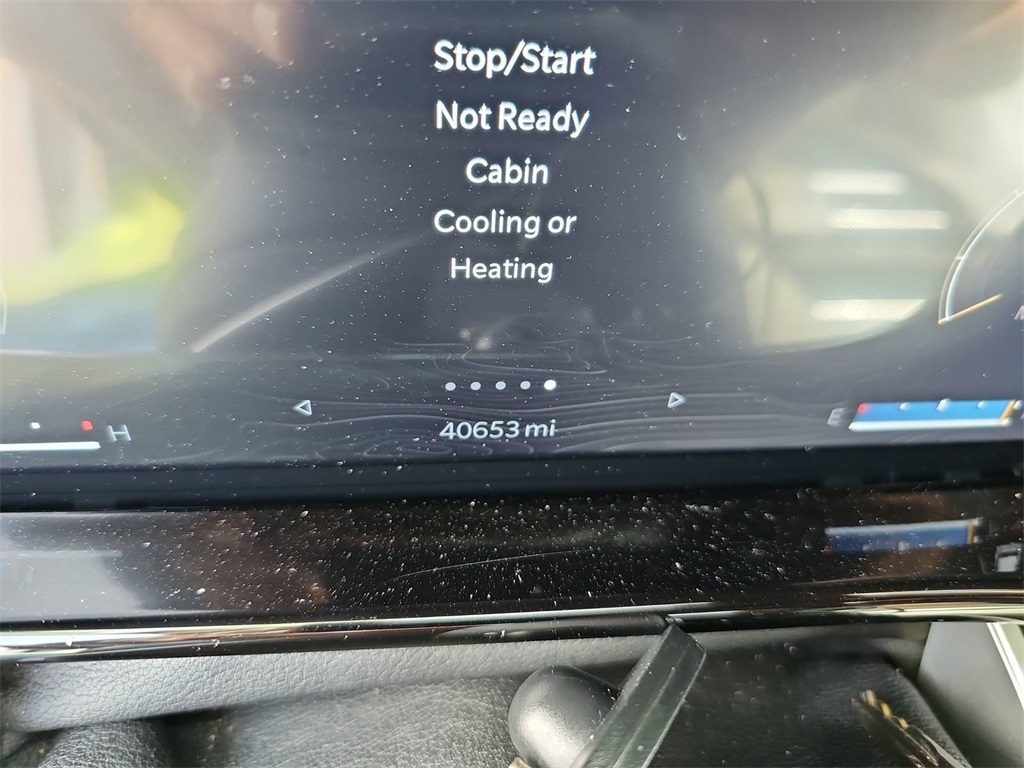 Stop/Start
Not Ready
Cabin
Cooling or
Heating
H
E
40653 mi